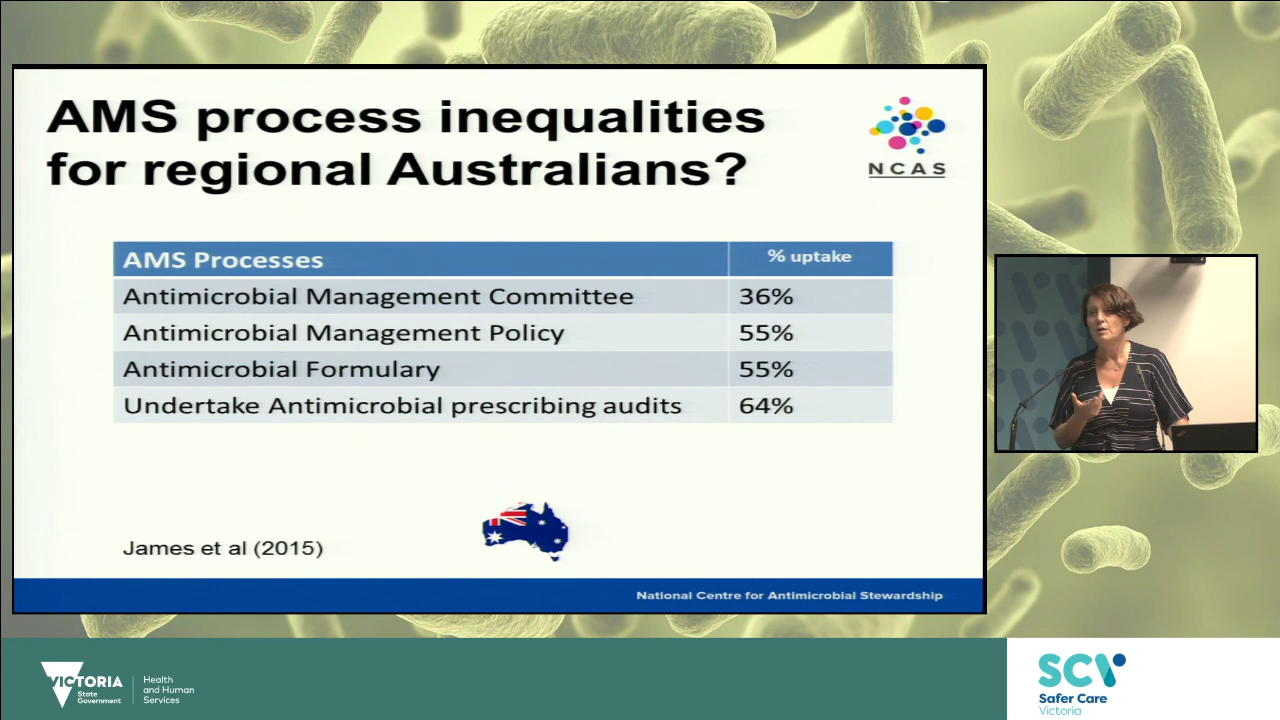 AMS process inequalities
for regional Australians?
NCAS
AMS Processes % uptake
Antimicrobial Management Committee 36%
Antimicrobial Management Policy 55%
Antimicrobial Formulary 55%
Undertake Antimicrobial prescribing audits 64%
James et al (2015)
National Centre for Antimicrobial Stewardship
VICTORIA
State
Government
Health
and Human
Services
SCV
Safer Care
Victoria